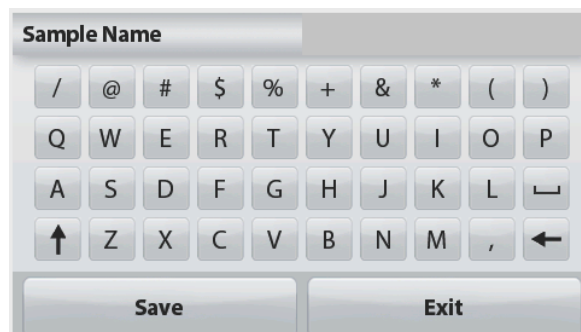 Sample Name
/ @ # $ % + & * ( )
Q W E R T Y U I O P
A S D F G H J K L
Z X C V B N M ,
Save Exit